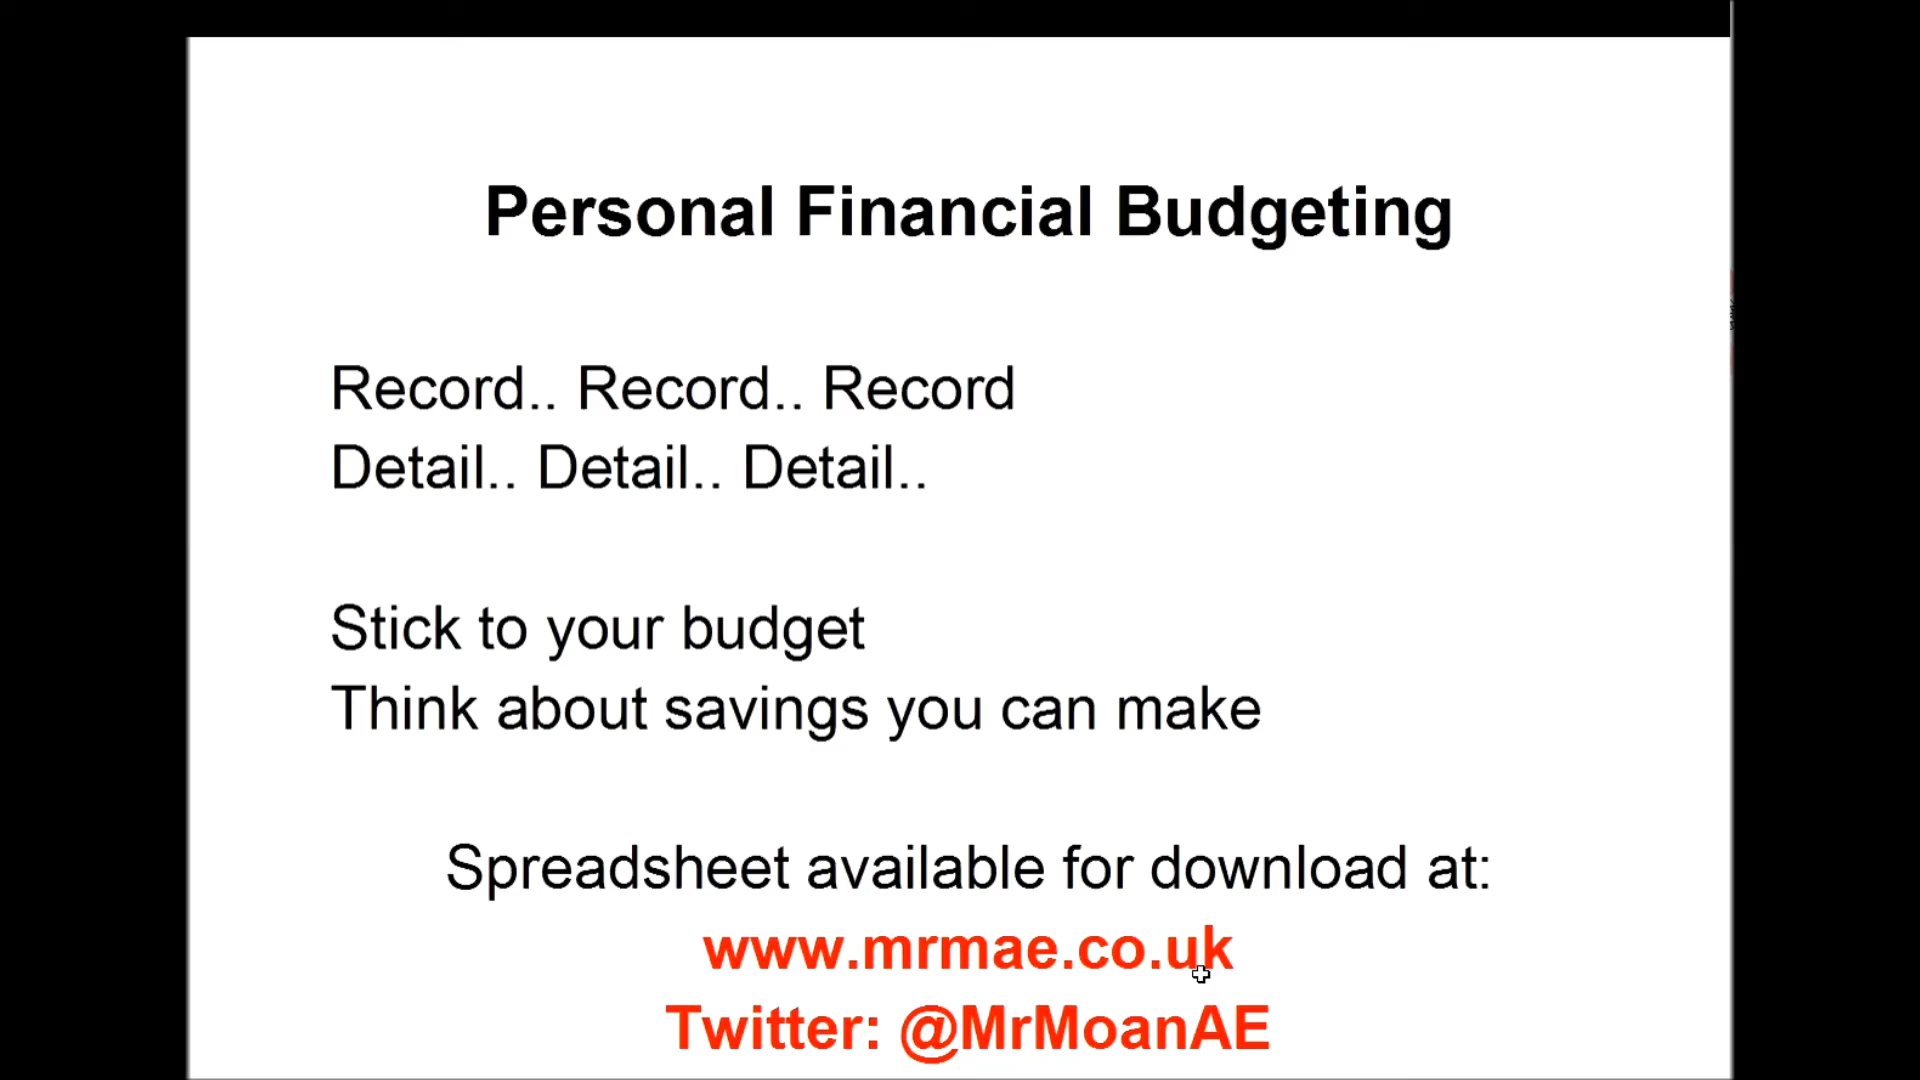 Personal Financial Budgeting
Record.. Record.. Record
Detail.. Detail.. Detail..
Stick to your budget
Think about savings you can make
Spreadsheet available for download at:
www.mrmae.co.uk
Twitter: @MrMoanAE